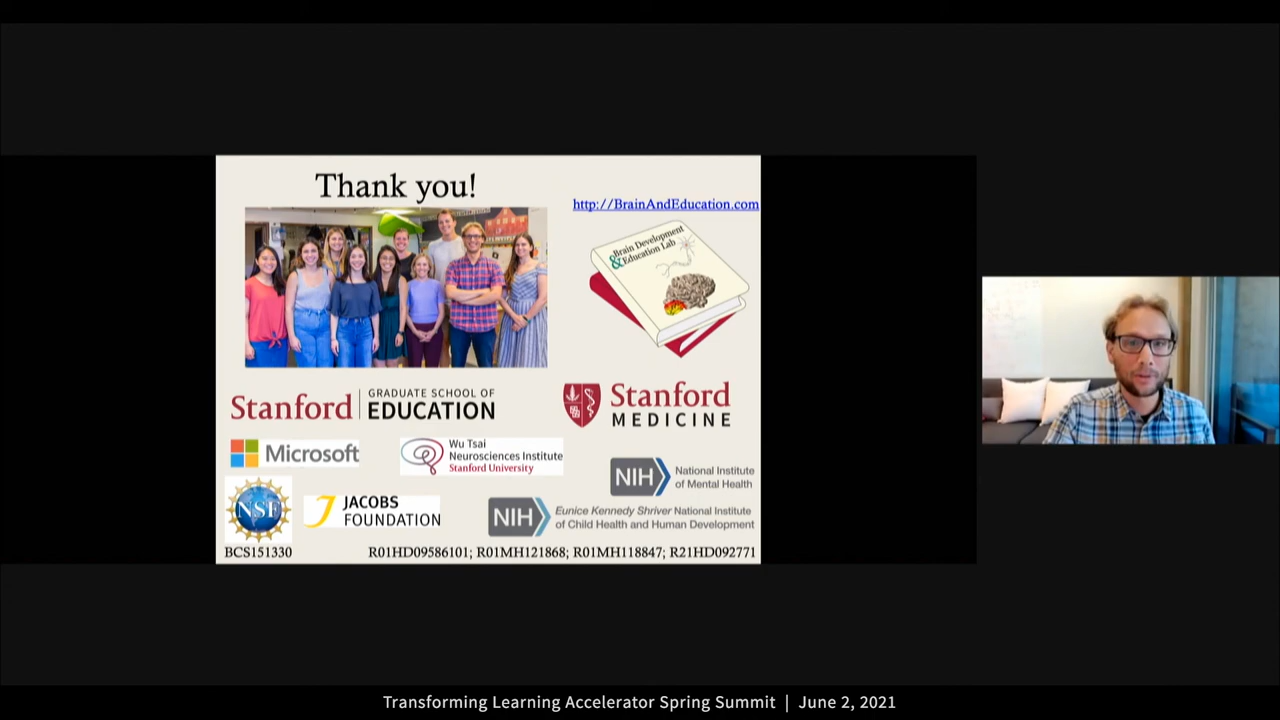 Thank you!
http://BrainAndEducation.com
Brain Development
& Education Lab
Stanford GRADUATE SCHOOL OF EDUCATION
Stanford MEDICINE
Microsoft
Wu Tsai
Neurosciences Institute
Stanford University
NIH National Institute
of Mental Health
NSF
JACOBS
FOUNDATION
NIH Eunice Kennedy Shriver National Institute
of Child Health and Human Development
BCS151330
R01HD09586101; R01MH121868; R01MH118847; R21HD092771
Transforming Learning Accelerator Spring Summit | June 2, 2021